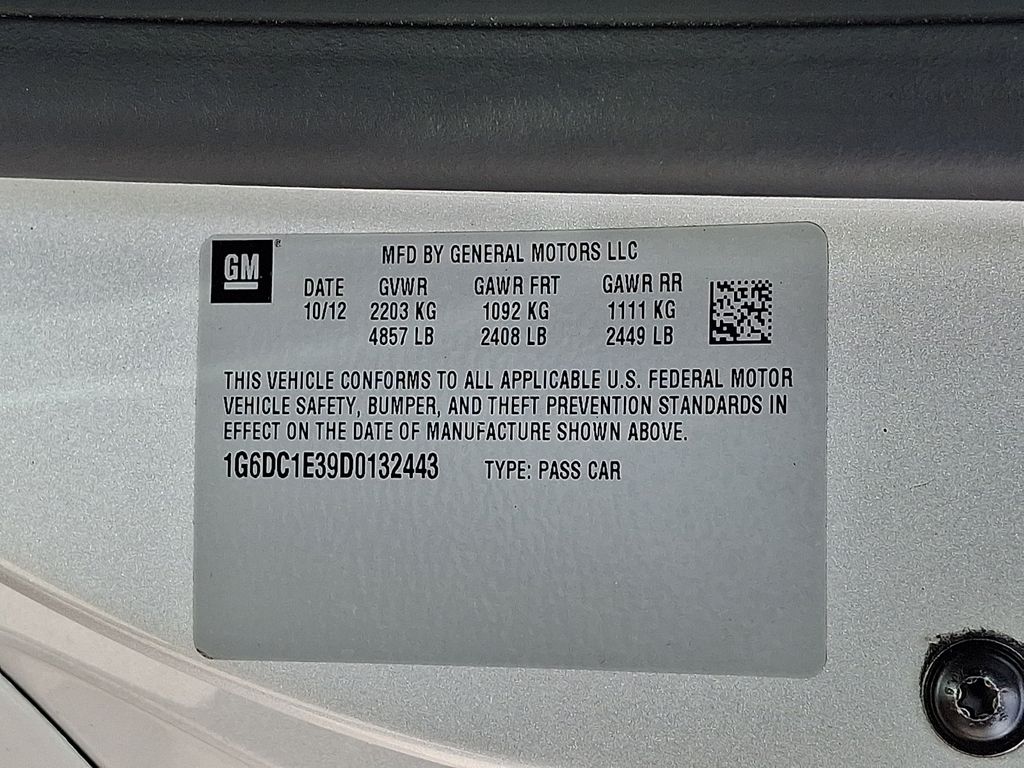 GM
MFD BY GENERAL MOTORS LLC
DATE GVWR GAWR FRT GAWR RR
10/12 2203 KG 1092 KG 1111 KG
4857 LB 2408 LB 2449 LB
THIS VEHICLE CONFORMS TO ALL APPLICABLE U.S. FEDERAL MOTOR
VEHICLE SAFETY, BUMPER, AND THEFT PREVENTION STANDARDS IN
EFFECT ON THE DATE OF MANUFACTURE SHOWN ABOVE.
1G6DC1E39D0132443 TYPE: PASS CAR